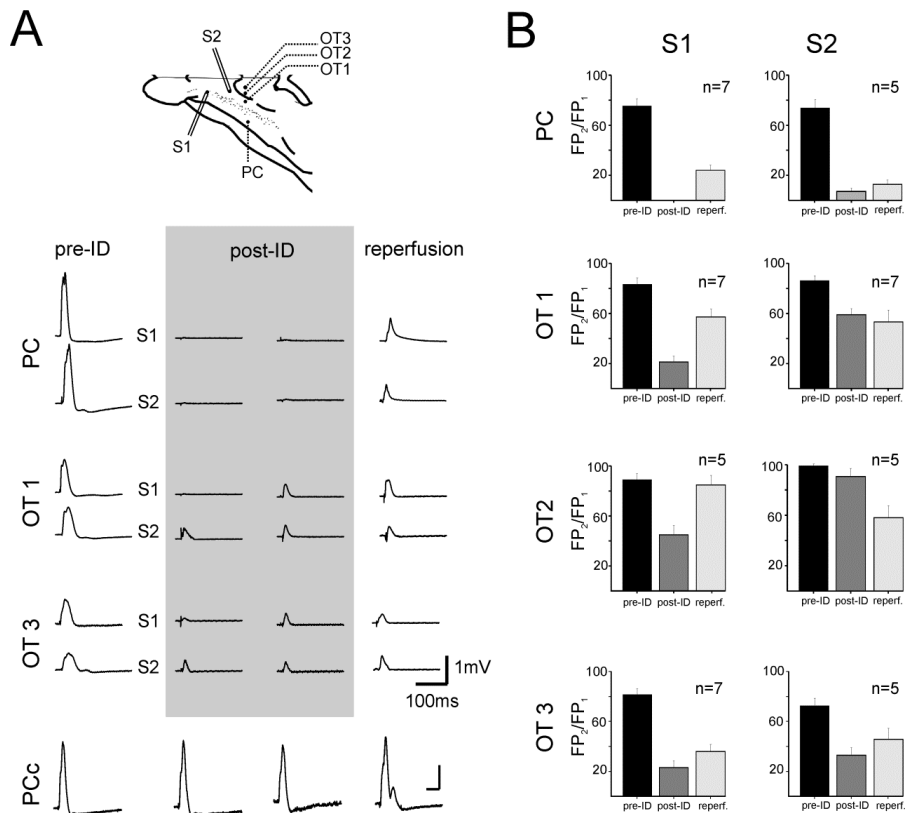 A
S2
OT3
OT2
OT1
S1
PC
pre-ID
post-ID
reperfusion
PC
S1
S2
OT 1
S1
S2
OT 3
S1
S2
1mV
100ms
PCc
B
S1
S2
PC
FP2/FP1
100
60
20
n=7
pre-ID post-ID reperf.
100
60
20
n=5
pre-ID post-ID reperf.
OT 1
FP2/FP1
100
60
20
n=7
pre-ID post-ID reperf.
100
60
20
n=7
pre-ID post-ID reperf.
OT2
FP2/FP1
100
60
20
n=5
pre-ID post-ID reperf.
100
60
20
n=5
pre-ID post-ID reperf.
OT 3
FP2/FP1
100
60
20
n=7
pre-ID post-ID reperf.
100
60
20
n=5
pre-ID post-ID reperf.